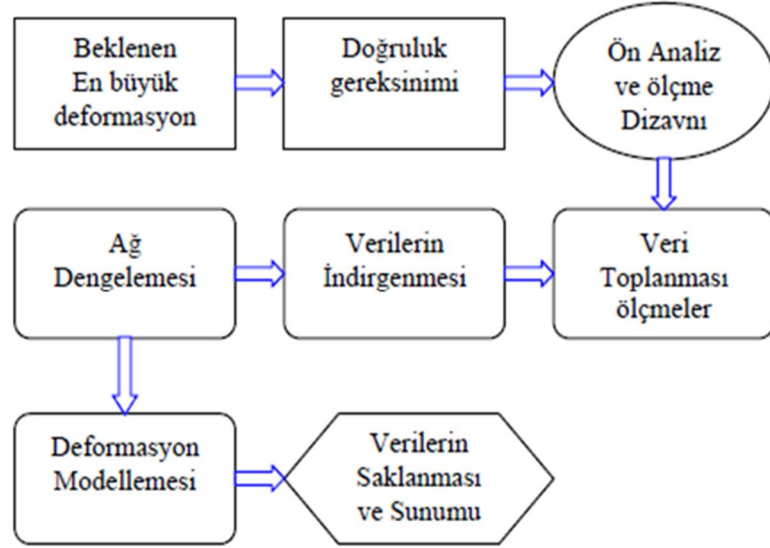 Beklenen
En büyük
deformasyon
Doğruluk
gereksinimi
Ön Analiz
ve ölçme
Dizavnı
Ağ
Dengelemesi
Verilerin
İndirgenmesi
Veri
Toplanması
ölçmeler
Deformasyon
Modellemesi
Verilerin
Saklanması
ve Sunumu